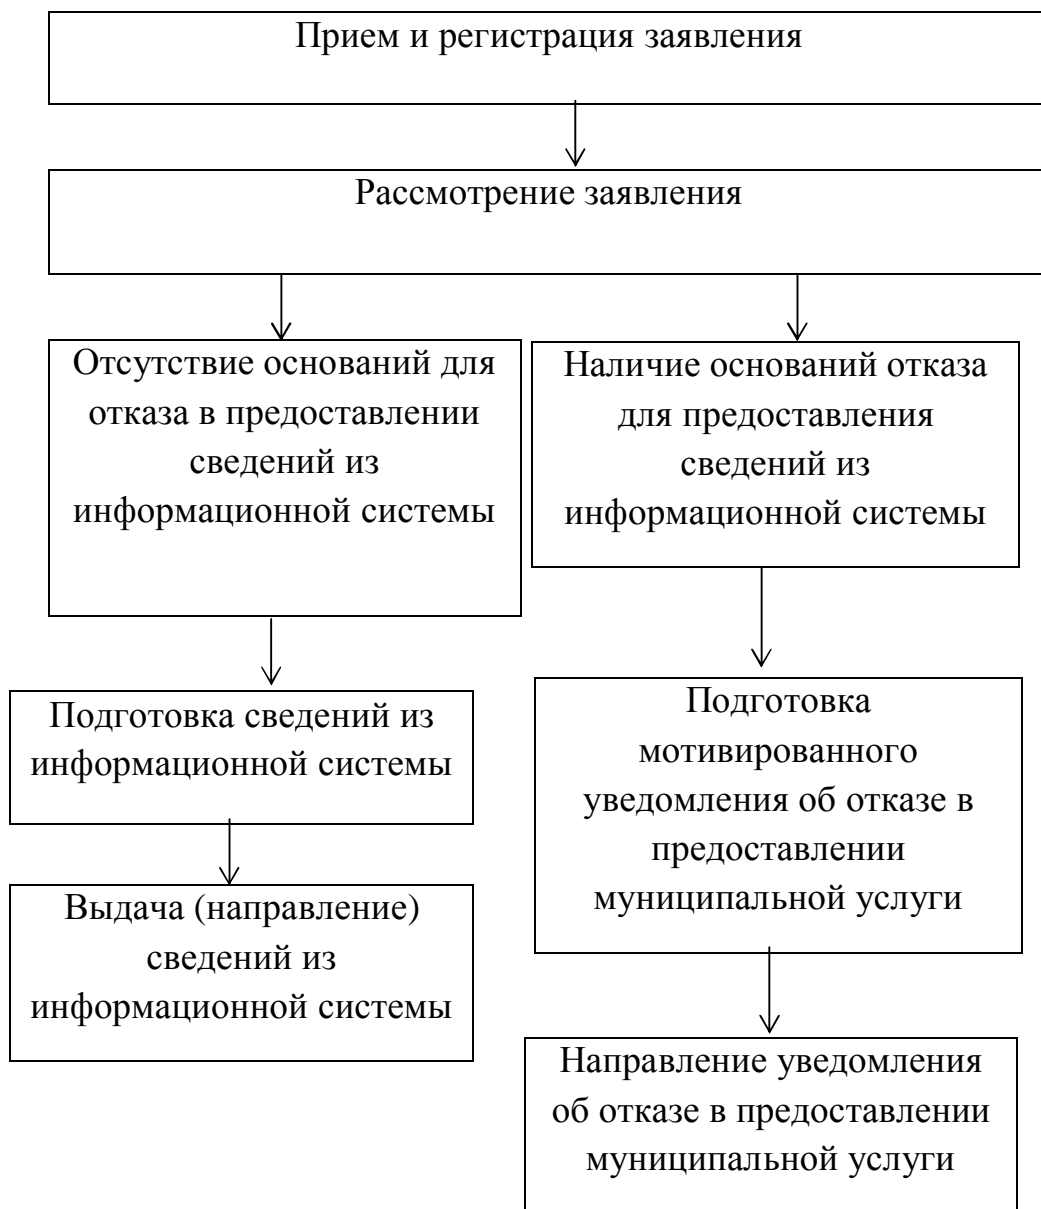 Прием и регистрация заявления
Рассмотрение заявления
Отсутствие оснований для
отказа в предоставлении
сведений из
информационной системы
Наличие оснований отказа
для предоставления
сведений из
информационной системы
Подготовка сведений из
информационной системы
Подготовка
мотивированного
уведомления об отказе в
предоставлении
муниципальной услуги
Выдача (направление)
сведений из
информационной системы
Направление уведомления
об отказе в предоставлении
муниципальной услуги